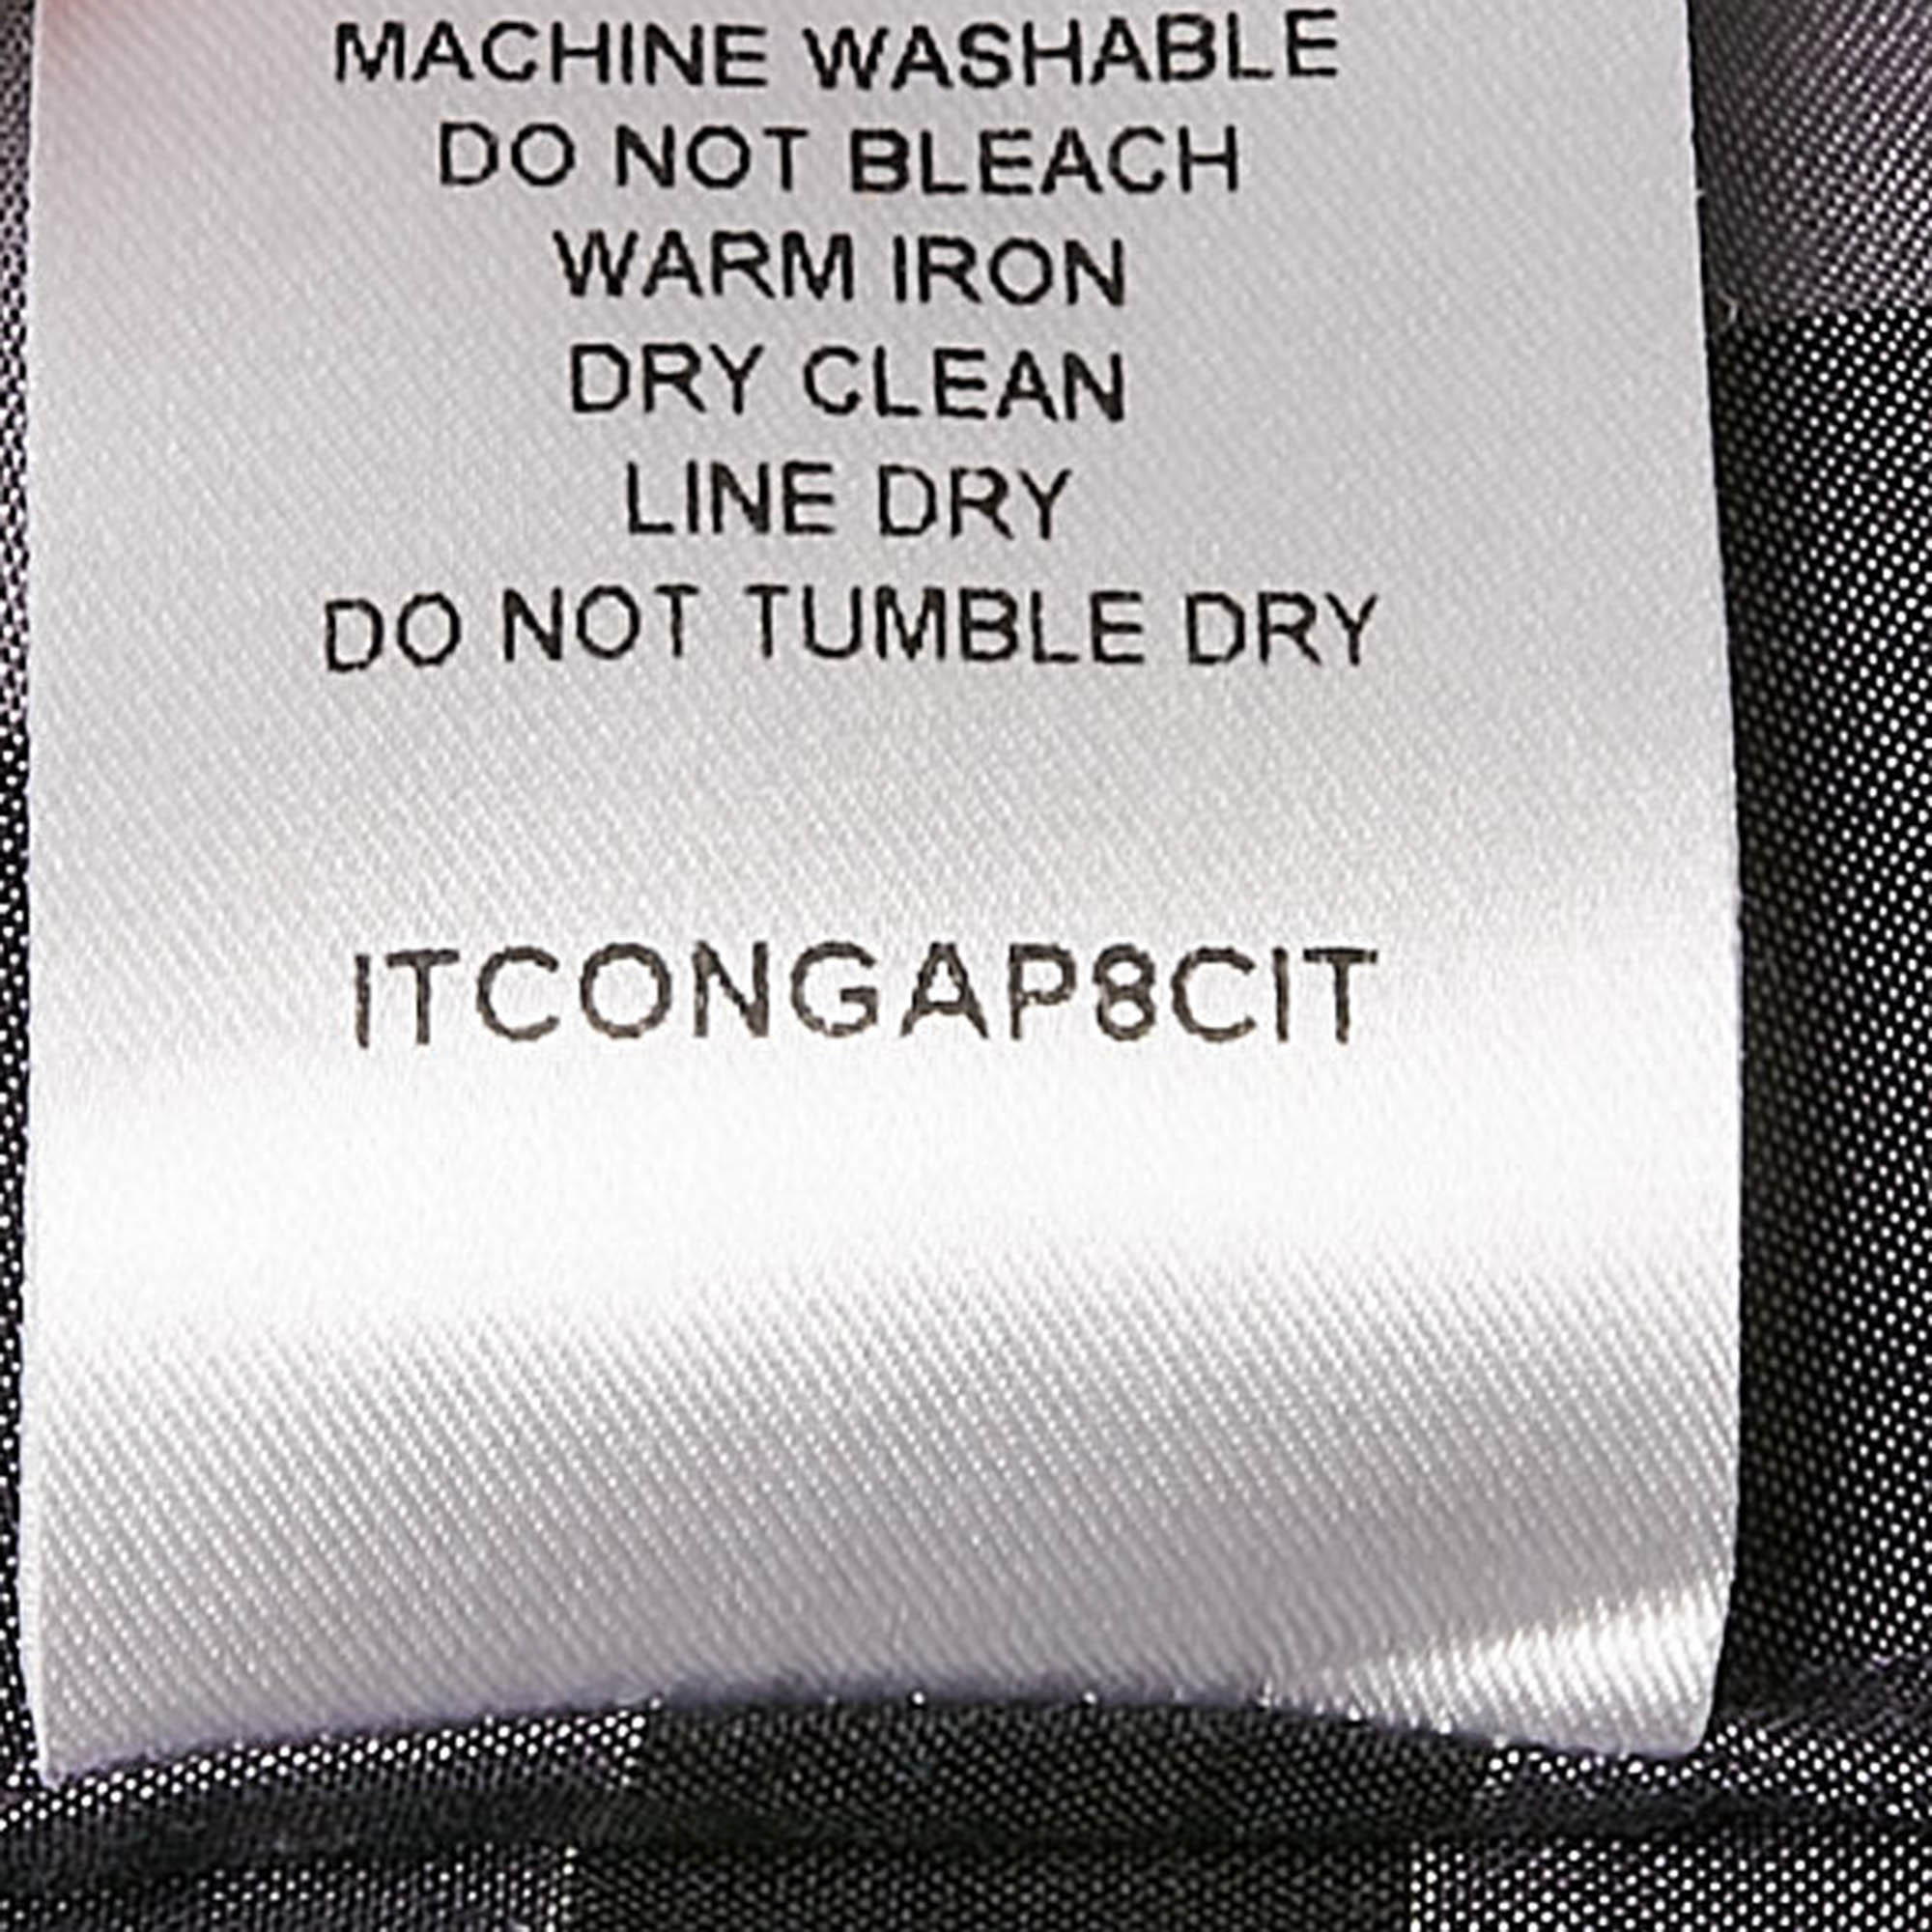 MACHINE WASHABLE
DO NOT BLEACH
WARM IRON
DRY CLEAN
LINE DRY
DO NOT TUMBLE DRY
ITCONGAP8CIT